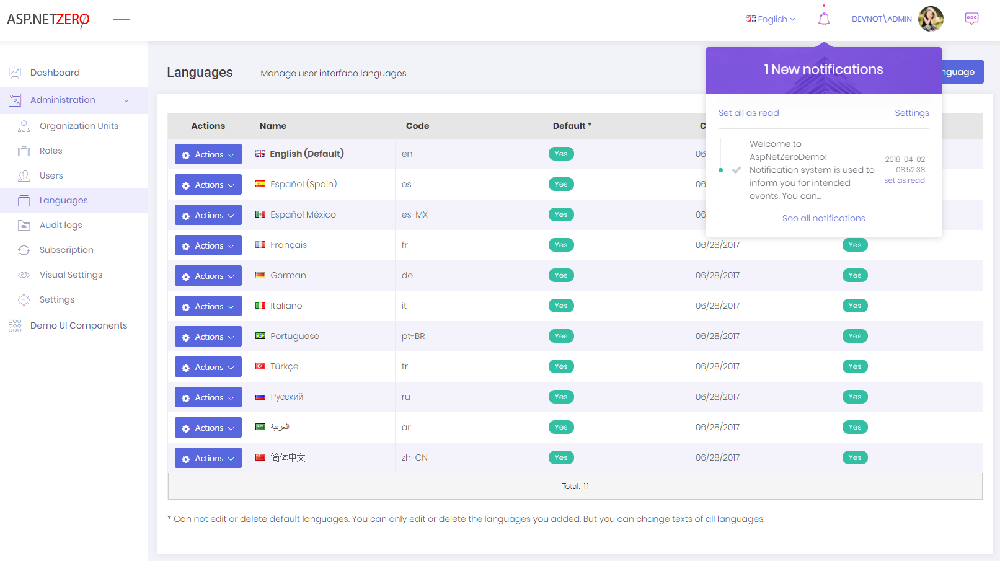 ASP.NETZERO
English
DEVNOT\ADMIN
Dashboard
Administration
Organization Units
Roles
Users
Languages
Audit logs
Subscription
Visual Settings
Settings
Demo UI Components
Languages
Manage user interface languages.
1 New notifications
Set all as read Settings
Welcome to
AspNetZeroDemo!
Notification system is used to
inform you for intended
events. You can...
2018-04-02
08:52:38
set as read
See all notifications
Actions Name Code Default *
Actions English (Default) en Yes 06
Actions Español (Spain) es Yes 06
Actions Español México es-MX Yes 06
Actions Français fr Yes 06/28/2017 Yes
Actions German de Yes 06/28/2017 Yes
Actions Italiano it Yes 06/28/2017 Yes
Actions Portuguese pt-BR Yes 06/28/2017 Yes
Actions Türkçe tr Yes 06/28/2017 Yes
Actions Русский ru Yes 06/28/2017 Yes
Actions العربية ar Yes 06/28/2017 Yes
Actions 简体中文 zh-CN Yes 06/28/2017 Yes
Total: 11
* Can not edit or delete default languages. You can only edit or delete the languages you added. But you can change texts of all languages.